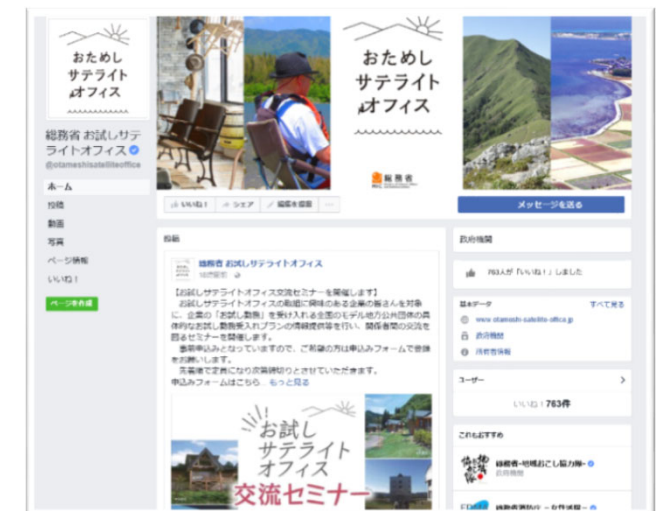 おためし
サテライト
オフィス
総務省 お試しサテ
ライトオフィス
@otameshisatelliteoffice
ホーム
投稿
動画
写真
ページ情報
いいね！
ページを作成
おためし
サテライト
オフィス
総務省
いいね！
シェア
編集を提案
メッセージを送る
投稿
総務省 お試しサテライトオフィス
【お試しサテライトオフィス交流セミナーを開催します】
お試しサテライトオフィスの取組に興味のある企業の皆さんを対象
に、企業の「お試し勤務」を受け入れる全国のモデル地方公共団体の具
体的なお試し勤務受入れプランの情報提供等を行い、関係者間の交流を
図るセミナーを開催します。
事前申込みとなっていますので、ご希望の方は申込みフォームで登録
をお願いします。
先着順で定員になり次第締切りとさせていただきます。
申込みフォームはこちら... もっと見る
お試し
サテライト
オフィス
交流セミナー
政府機関
763人が「いいね！」しました
基本データ
すべて見る
www.otameshi-satellite-office.jp
政府機関
ユーザー
いいね！763件
これもおすすめ
総務省-地域おこし協力隊-
政府機関